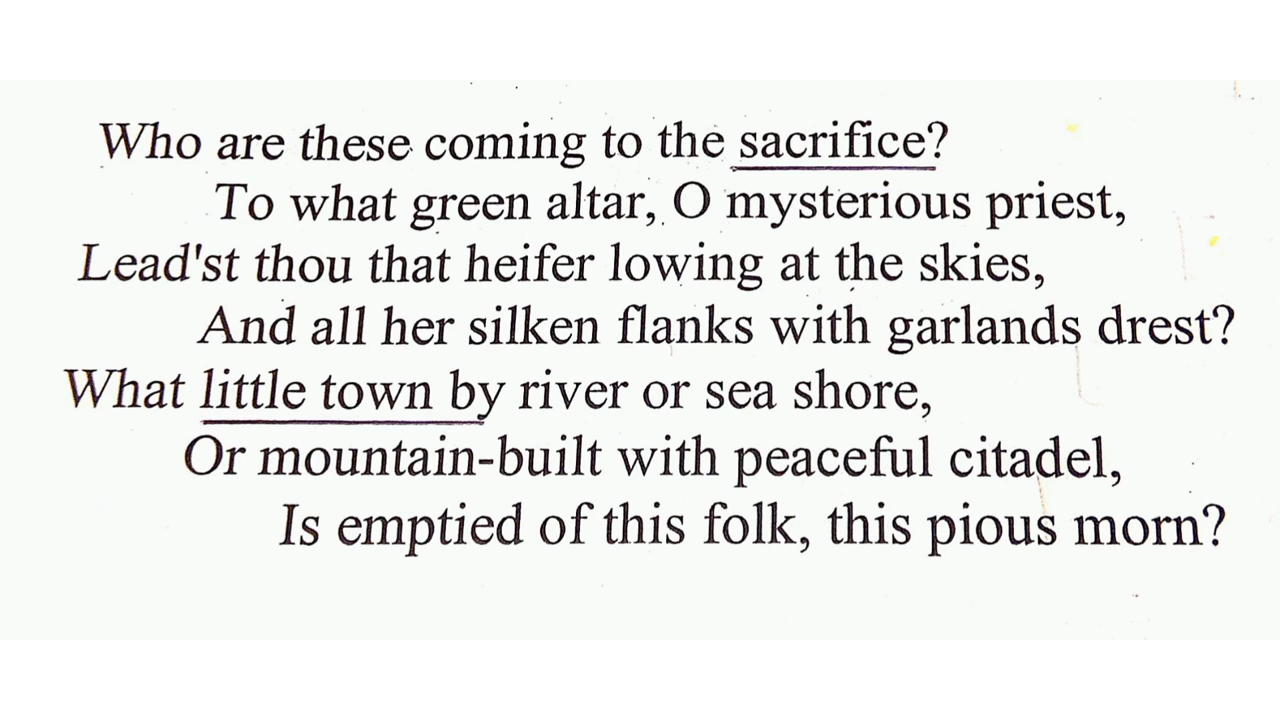 Who are these coming to the sacrifice?
To what green altar, O mysterious priest,
Lead'st thou that heifer lowing at the skies,
And all her silken flanks with garlands drest?
What little town by river or sea shore,
Or mountain-built with peaceful citadel,
Is emptied of this folk, this pious morn?